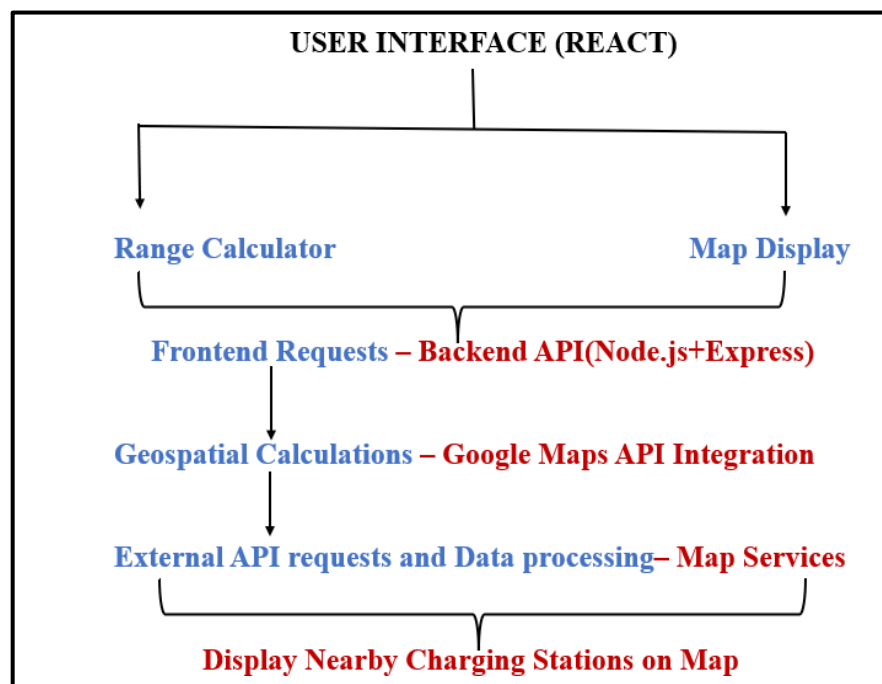 USER INTERFACE (REACT)
Range Calculator
Map Display
Frontend Requests – Backend API(Node.js+Express)
Geospatial Calculations – Google Maps API Integration
External API requests and Data processing– Map Services
Display Nearby Charging Stations on Map